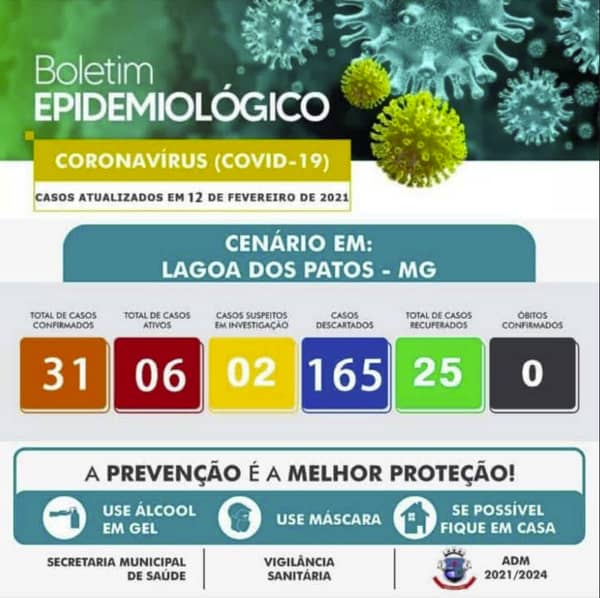 Boletim
EPIDEMIOLÓGICO
CORONAVÍRUS (COVID-19)
CASOS ATUALIZADOS EM 12 DE FEVEREIRO DE 2021
CENÁRIO EM:
LAGOA DOS PATOS - MG
TOTAL DE CASOS
CONFIRMADOS
31
TOTAL DE CASOS
ATIVOS
06
CASOS SUSPEITOS
EM INVESTIGAÇÃO
02
CASOS
DESCARTADOS
165
TOTAL DE CASOS
RECUPERADOS
25
ÓBITOS
CONFIRMADOS
0
A PREVENÇÃO É A MELHOR PROTEÇÃO!
USE ÁLCOOL
EM GEL
USE MÁSCARA
SE POSSÍVEL
FIQUE EM CASA
SECRETARIA MUNICIPAL
DE SAÚDE
VIGILÂNCIA
SANITÁRIA
ADM
2021/2024